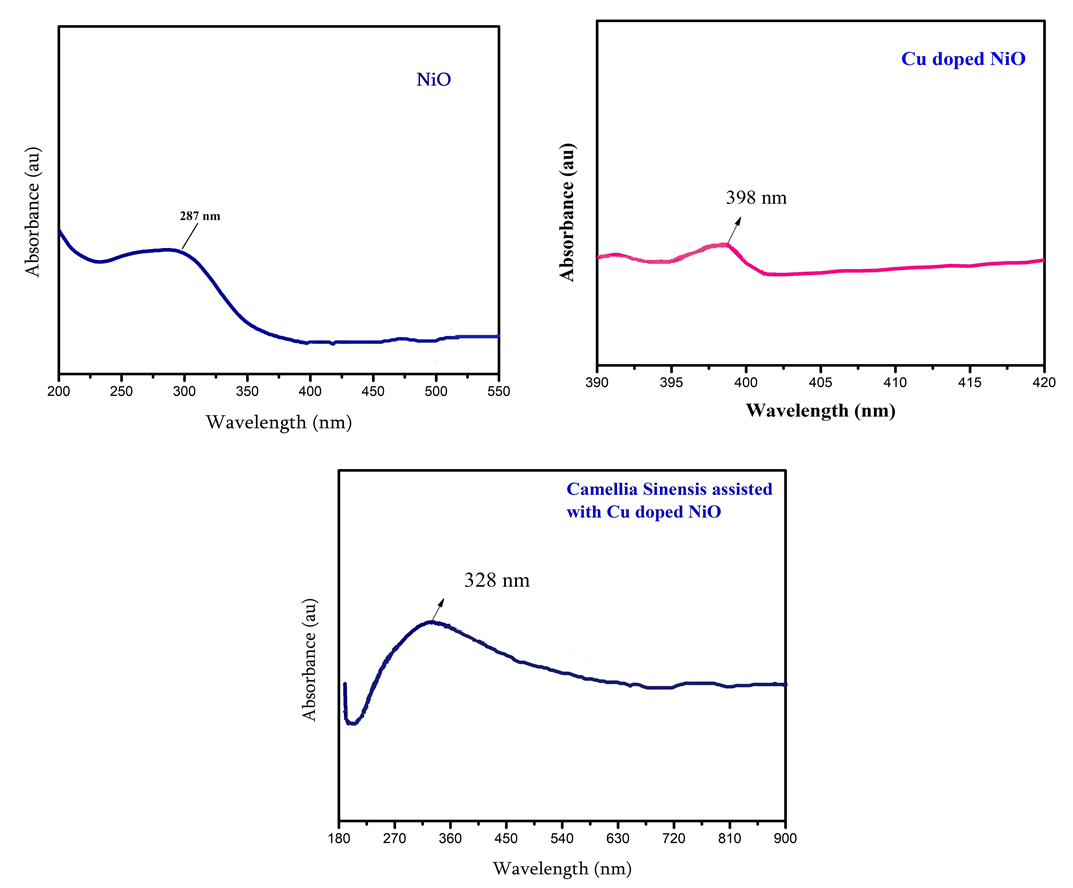 NiO
287 nm
Absorbance (au)
200 250 300 350 400 450 500 550
Wavelength (nm)
Cu doped NiO
398 nm
Absorbance (au)
390 395 400 405 410 415 420
Wavelength (nm)
Camellia Sinensis assisted
with Cu doped NiO
328 nm
Absorbance (au)
180 270 360 450 540 630 720 810 900
Wavelength (nm)